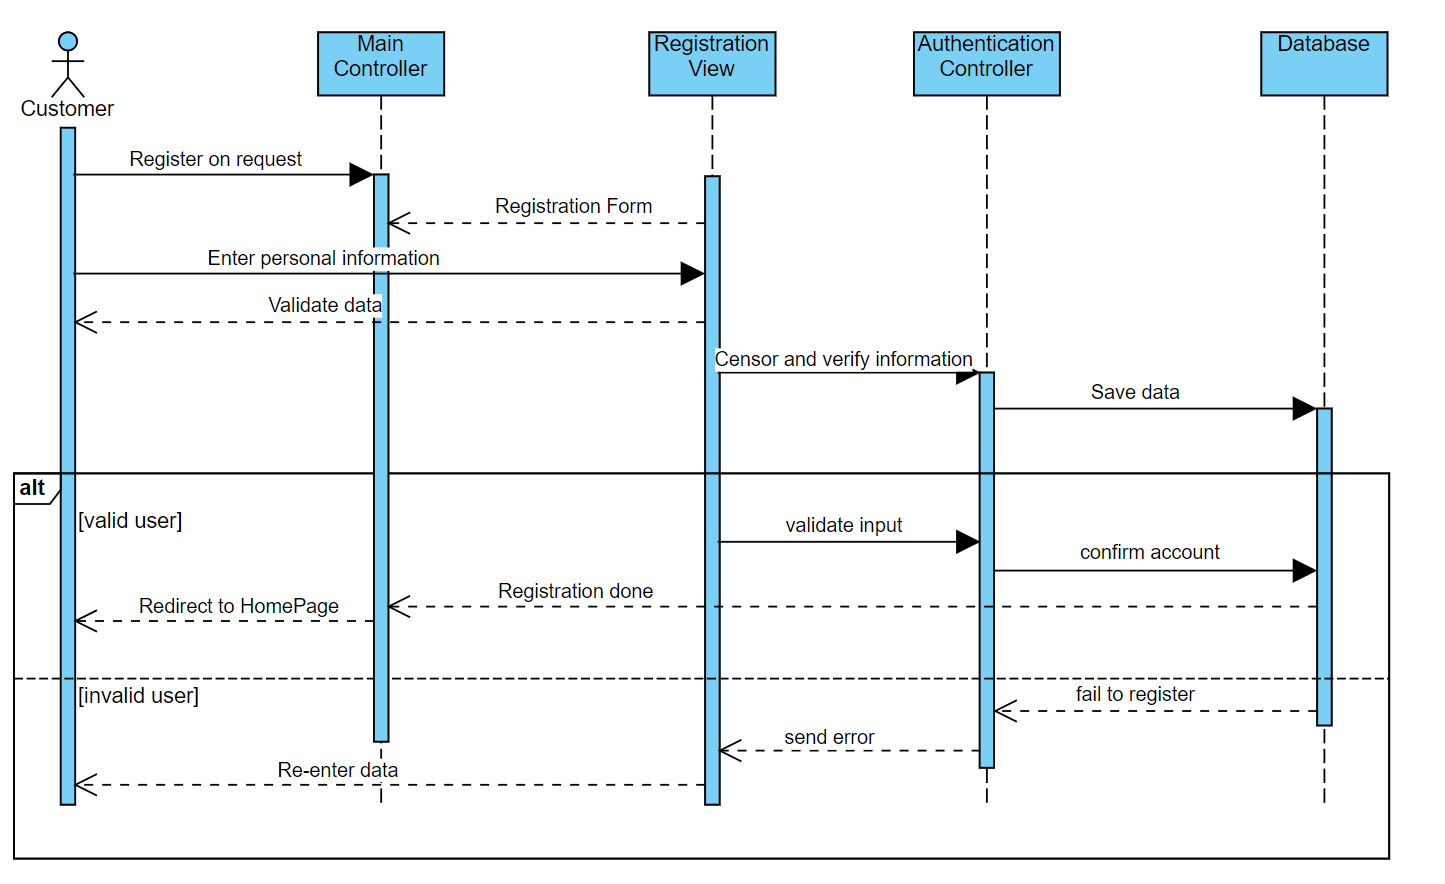 Customer
Main
Controller
Registration
View
Authentication
Controller
Database
Register on request
Registration Form
Enter personal information
Validate data
Censor and verify information
Save data
alt
[valid user]
validate input
confirm account
Registration done
Redirect to HomePage
[invalid user]
fail to register
send error
Re-enter data